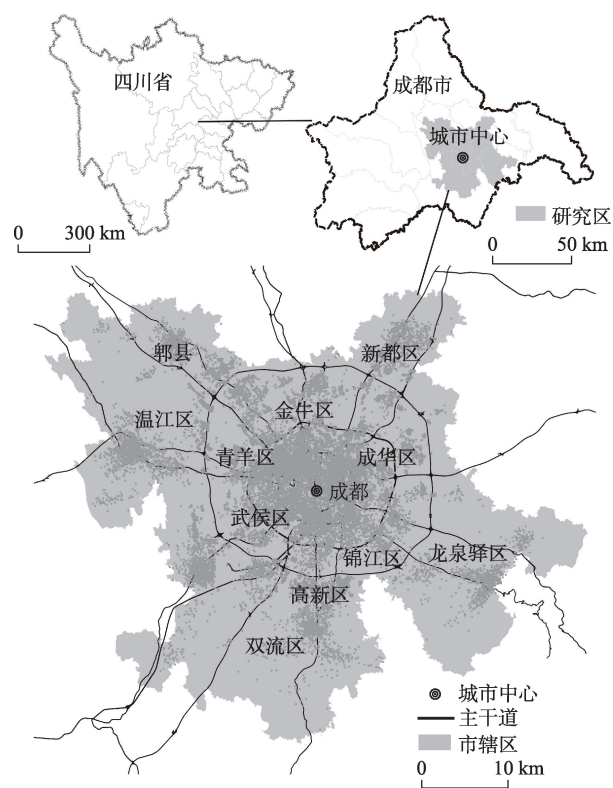 四川省
成都市
城市中心
研究区
0 300 km
0 50 km
郫县
新都区
温江区
金牛区
青羊区
成华区
成都
武侯区
锦江区
龙泉驿区
高新区
双流区
城市中心
主干道
市辖区
0 10 km